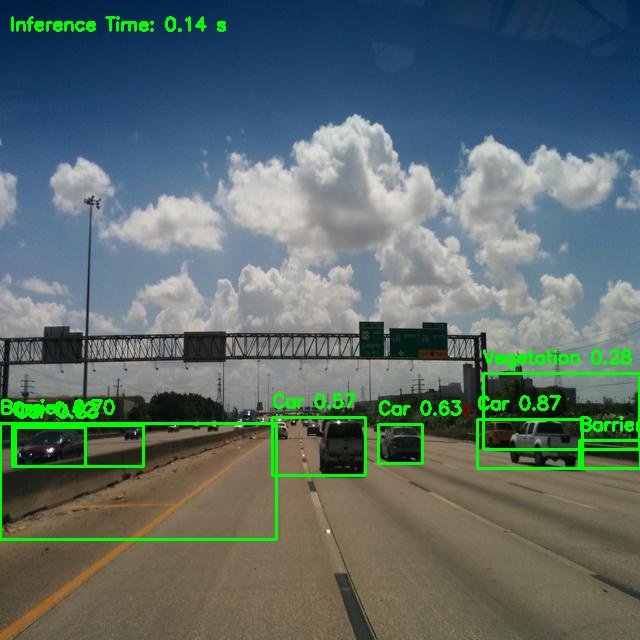 Inference Time: 0.14 s
Vegetation 0.28
Car 0.57
Car 0.63
Car 0.87
Barrier